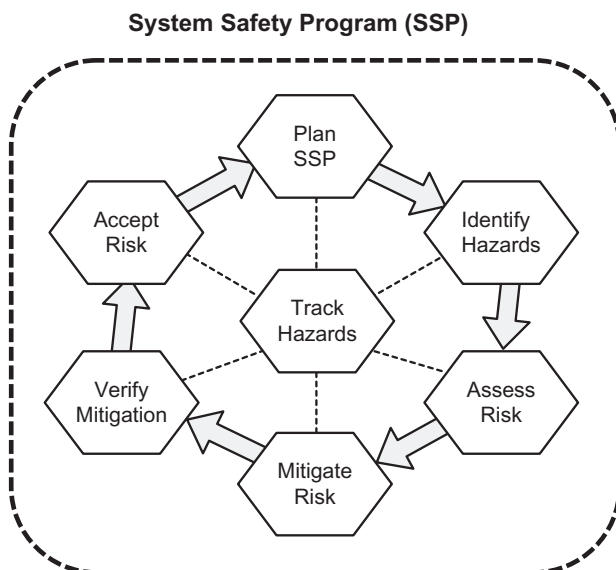 System Safety Program (SSP)
Plan
SSP
Accept
Risk
Identify
Hazards
Track
Hazards
Verify
Mitigation
Assess
Risk
Mitigate
Risk